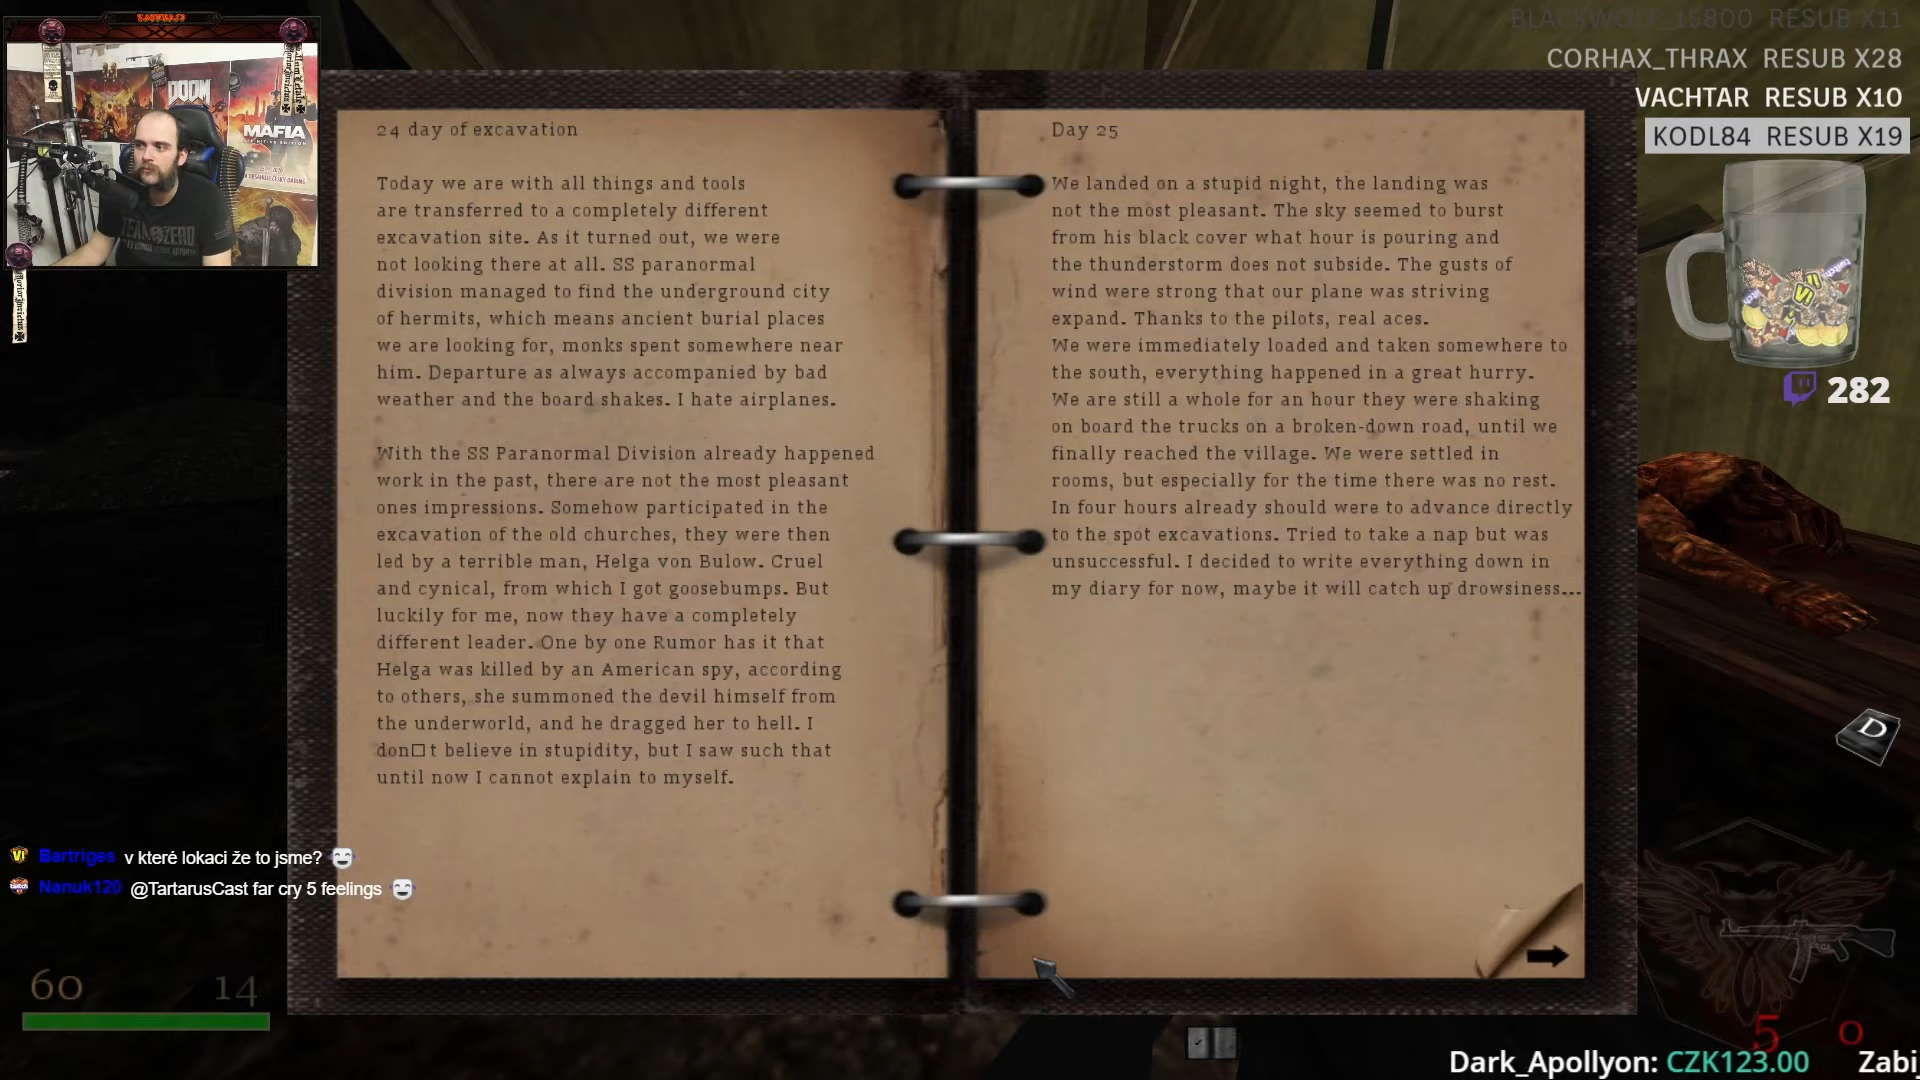 BLACKWOLF_15800 RESUB X11
CORHAX_THRAX RESUB X28
VACHTAR RESUB X10
KODL84 RESUB X19
DOOM
MAFIA
TEAM ZERO
282
24 day of excavation
Today we are with all things and tools
are transferred to a completely different
excavation site. As it turned out, we were
not looking there at all. SS paranormal
division managed to find the underground city
of hermits, which means ancient burial places
we are looking for, monks spent somewhere near
him. Departure as always accompanied by bad
weather and the board shakes. I hate airplanes.
With the SS Paranormal Division already happened
work in the past, there are not the most pleasant
ones impressions. Somehow participated in the
excavation of the old churches, they were then
led by a terrible man, Helga von Bulow. Cruel
and cynical, from which I got goosebumps. But
luckily for me, now they have a completely
different leader. One by one Rumor has it that
Helga was killed by an American spy, according
to others, she summoned the devil himself from
the underworld, and he dragged her to hell. I
don□t believe in stupidity, but I saw such that
until now I cannot explain to myself.
Day 25
We landed on a stupid night, the landing was
not the most pleasant. The sky seemed to burst
from his black cover what hour is pouring and
the thunderstorm does not subside. The gusts of
wind were strong that our plane was striving
expand. Thanks to the pilots, real aces.
We were immediately loaded and taken somewhere to
the south, everything happened in a great hurry.
We are still a whole for an hour they were shaking
on board the trucks on a broken-down road, until we
finally reached the village. We were settled in
rooms, but especially for the time there was no rest.
In four hours already should were to advance directly
to the spot excavations. Tried to take a nap but was
unsuccessful. I decided to write everything down in
my diary for now, maybe it will catch up drowsiness...
D
Bartriges v které lokaci že to jsme?
Nanuk120 @TartarusCast far cry 5 feelings
60 14
5 0
Dark_Apollyon: CZK123.00 Zabij